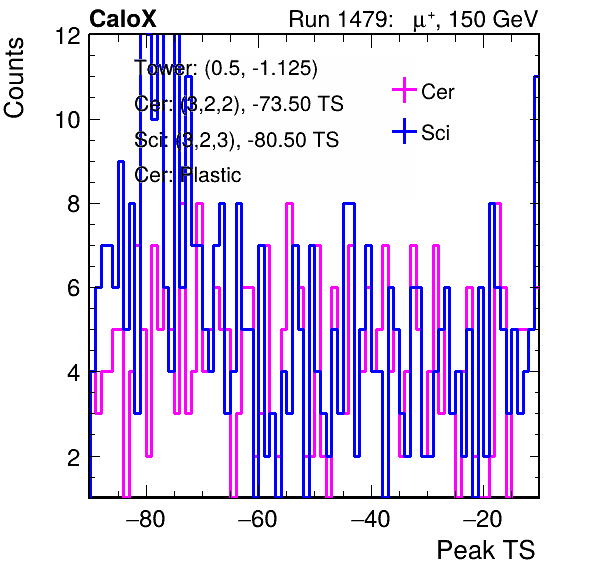 CaloX Run 1479: μ⁺, 150 GeV
Counts
12
10
8
6
4
2
Tower: (0.5, -1.125)
Cer: (3,2,2), -73.50 TS
Sci: (3,2,3), -80.50 TS
Cer: Plastic
Cer
Sci
−80 −60 −40 −20
Peak TS